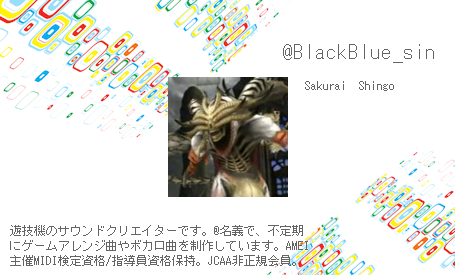 @BlackBlue_sin
Sakurai Shingo
遊技機のサウンドクリエイターです。@名義で、不定期
にゲームアレンジ曲やボカロ曲を制作しています。AMEI
主催MIDI検定資格/指導員資格保持。JCAA非正規会員。